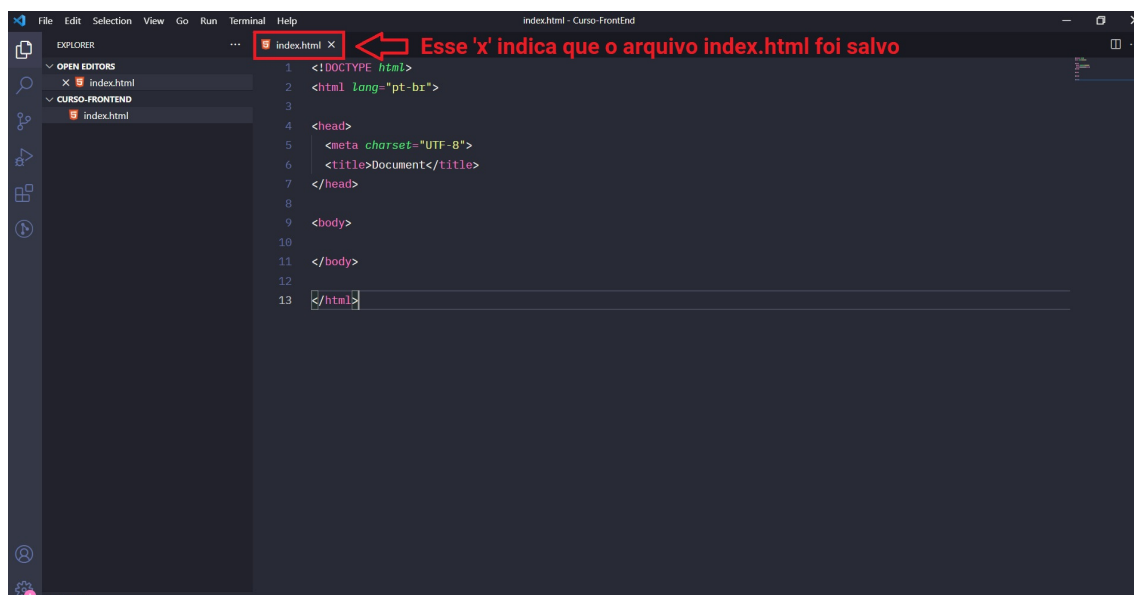 File Edit Selection View Go Run Terminal Help index.html - Curso-FrontEnd
EXPLORER
OPEN EDITORS
index.html
CURSO-FRONTEND
index.html
index.html Esse 'x' indica que o arquivo index.html foi salvo
1 <!DOCTYPE html>
2 <html lang="pt-br">
3
4 <head>
5 <meta charset="UTF-8">
6 <title>Document</title>
7 </head>
8
9 <body>
10
11 </body>
12
13 </html>